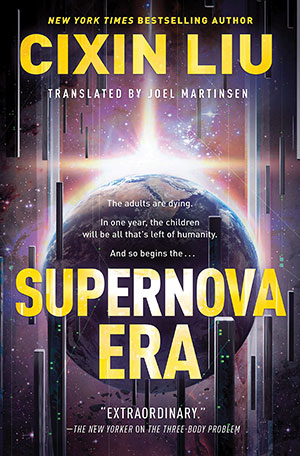 NEW YORK TIMES BESTSELLING AUTHOR
CIXIN LIU
TRANSLATED BY JOEL MARTINSEN
The adults are dying.
In one year, the children
will be all that's left of humanity.
And so begins the . . .
SUPERNOVA
ERA
"EXTRAORDINARY."
—THE NEW YORKER ON THE THREE-BODY PROBLEM